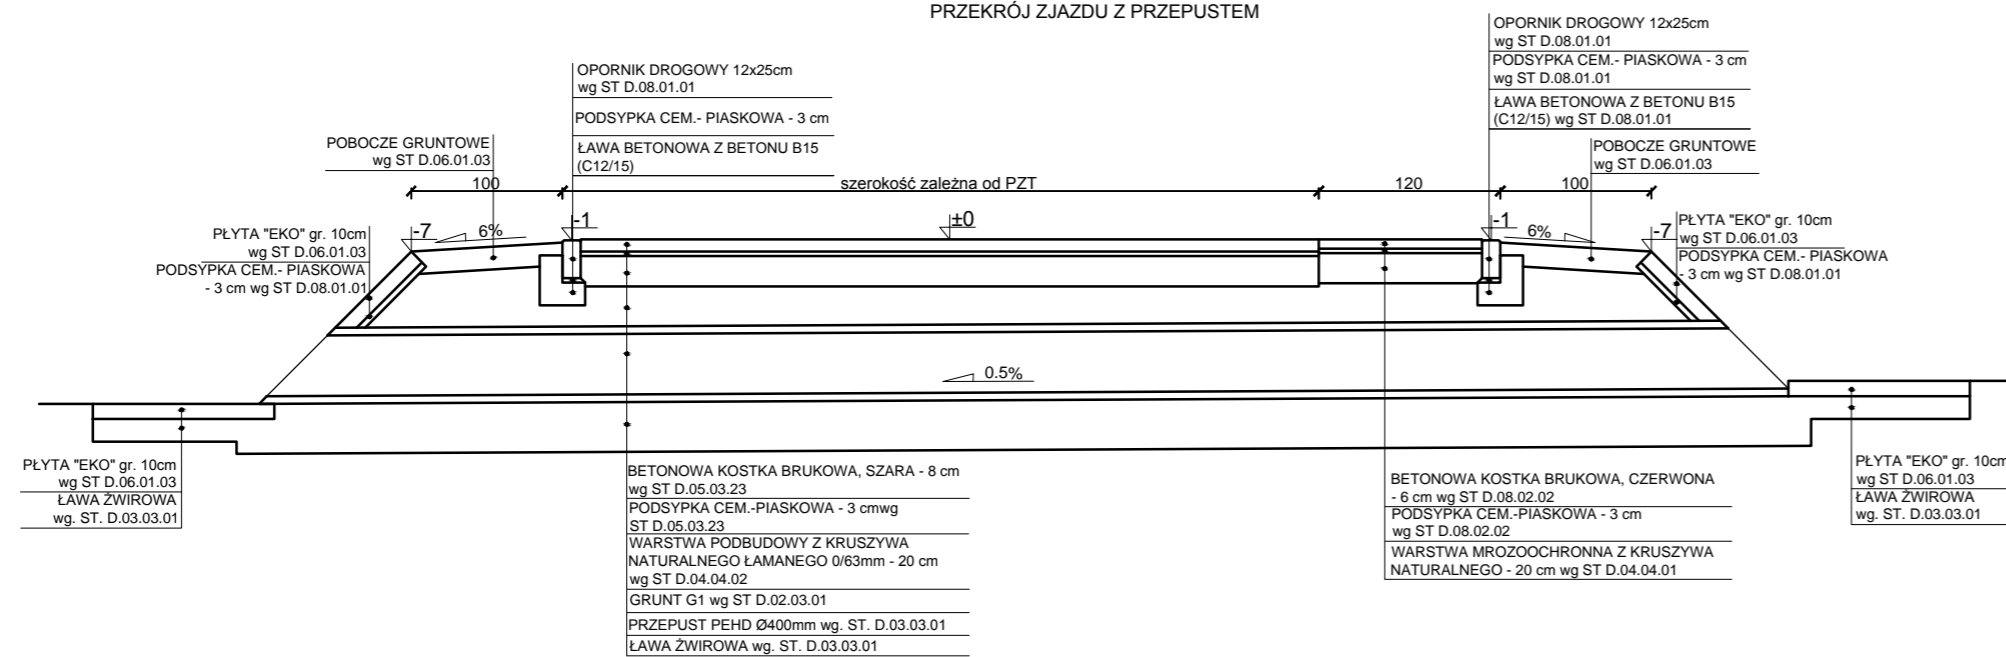 PRZEKRÓJ ZJAZDU Z PRZEPUSTEM
OPORNIK DROGOWY 12x25cm
wg ST D.08.01.01
PODSYPKA CEM.- PIASKOWA - 3 cm
ŁAWA BETONOWA Z BETONU B15
(C12/15)
OPORNIK DROGOWY 12x25cm
wg ST D.08.01.01
PODSYPKA CEM.- PIASKOWA - 3 cm
wg ST D.08.01.01
ŁAWA BETONOWA Z BETONU B15
(C12/15) wg ST D.08.01.01
POBOCZE GRUNTOWE
wg ST D.06.01.03
POBOCZE GRUNTOWE
wg ST D.06.01.03
100
szerokość zależna od PZT
120
100
-7
6%
-1
±0
-1
6%
-7
PŁYTA "EKO" gr. 10cm
wg ST D.06.01.03
PODSYPKA CEM.- PIASKOWA
- 3 cm wg ST D.08.01.01
PŁYTA "EKO" gr. 10cm
wg ST D.06.01.03
PODSYPKA CEM.- PIASKOWA
- 3 cm wg ST D.08.01.01
0.5%
PŁYTA "EKO" gr. 10cm
wg ST D.06.01.03
ŁAWA ŻWIROWA
wg. ST. D.03.03.01
BETONOWA KOSTKA BRUKOWA, SZARA - 8 cm
wg ST D.05.03.23
PODSYPKA CEM.-PIASKOWA - 3 cmwg
ST D.05.03.23
WARSTWA PODBUDOWY Z KRUSZYWA
NATURALNEGO ŁAMANEGO 0/63mm - 20 cm
wg ST D.04.04.02
GRUNT G1 wg ST D.02.03.01
PRZEPUST PEHD Ø400mm wg. ST. D.03.03.01
ŁAWA ŻWIROWA wg. ST. D.03.03.01
BETONOWA KOSTKA BRUKOWA, CZERWONA
- 6 cm wg ST D.08.02.02
PODSYPKA CEM.-PIASKOWA - 3 cm
wg ST D.08.02.02
WARSTWA MROZOOCHRONNA Z KRUSZYWA
NATURALNEGO - 20 cm wg ST D.04.04.01
PŁYTA "EKO" gr. 10cm
wg ST D.06.01.03
ŁAWA ŻWIROWA
wg. ST. D.03.03.01